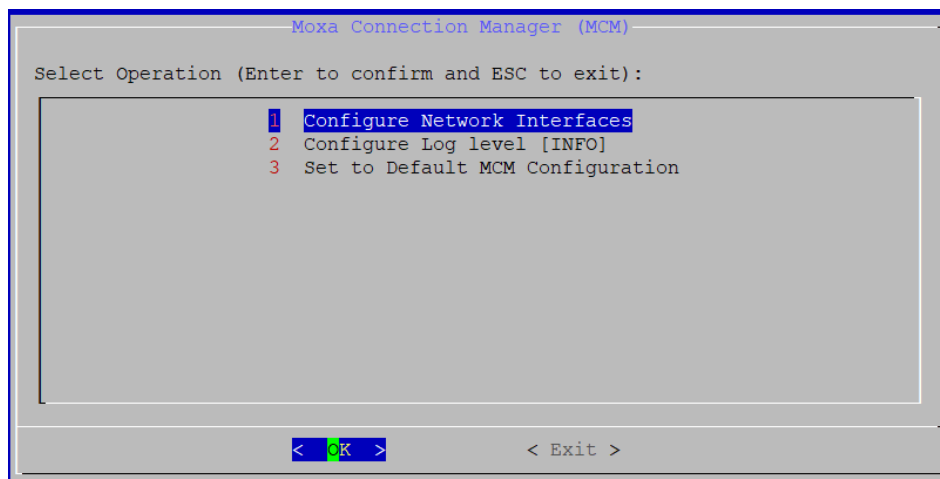 Moxa Connection Manager (MCM)
Select Operation (Enter to confirm and ESC to exit):
1 Configure Network Interfaces
2 Configure Log level [INFO]
3 Set to Default MCM Configuration
< OK > < Exit >